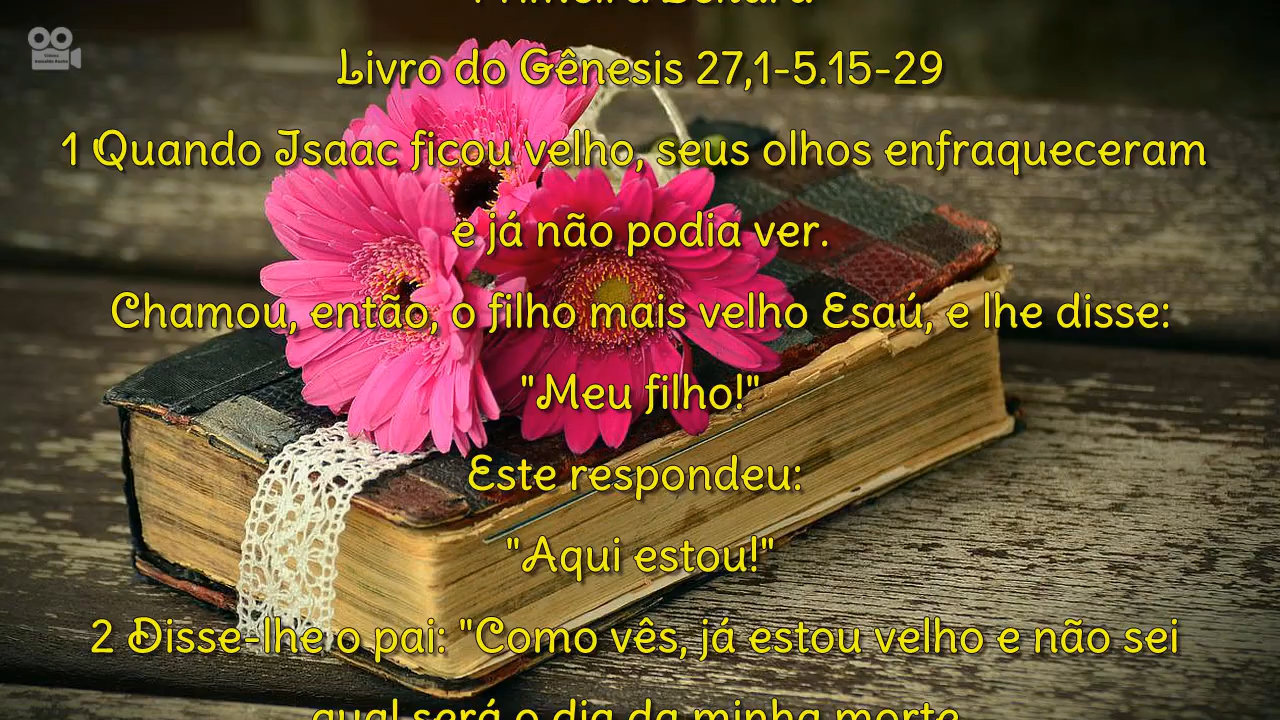 Primeira Leitura
Livro do Gênesis 27,1-5.15-29
1 Quando Isaac ficou velho, seus olhos enfraqueceram
e já não podia ver.
Chamou, então, o filho mais velho Esaú, e lhe disse:
"Meu filho!"
Este respondeu:
"Aqui estou!"
2 Disse-lhe o pai: "Como vês, já estou velho e não sei
qual será o dia da minha morte.